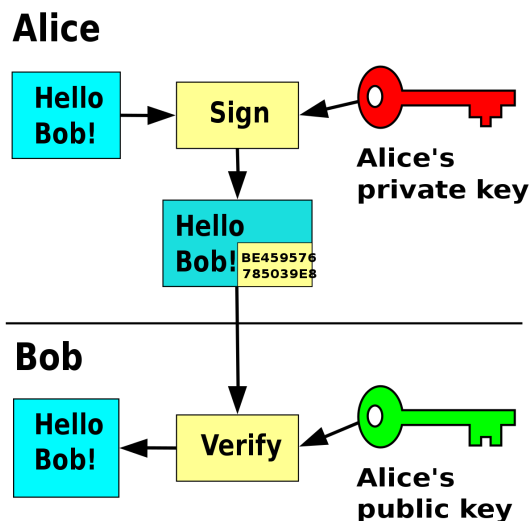 Alice
Hello
Bob!
Sign
Alice's
private key
Hello
Bob!
BE459576
785039E8
Bob
Hello
Bob!
Verify
Alice's
public key